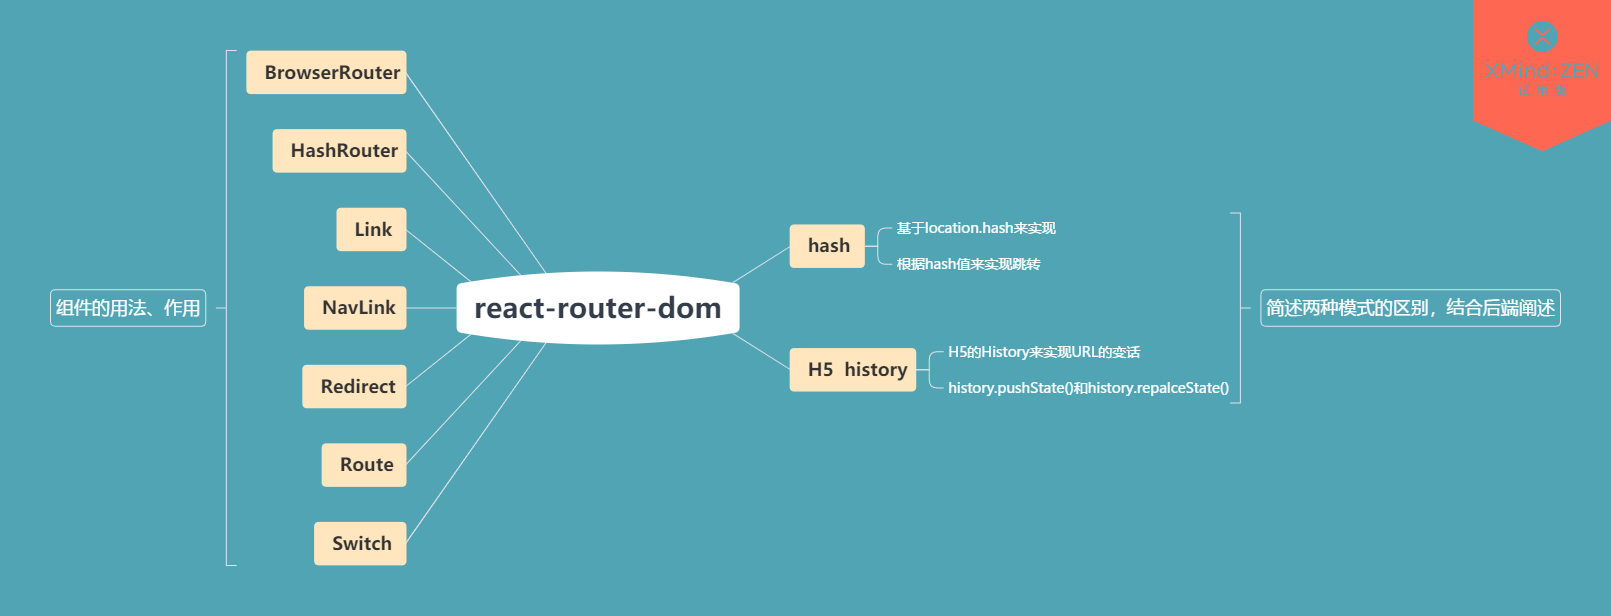 XMind:ZEN
BrowserRouter
HashRouter
Link
NavLink
Redirect
Route
Switch
组件的用法、作用
react-router-dom
hash
基于location.hash来实现
根据hash值来实现跳转
H5 history
H5的History来实现URL的变话
history.pushState()和history.repalceState()
简述两种模式的区别，结合后端阐述